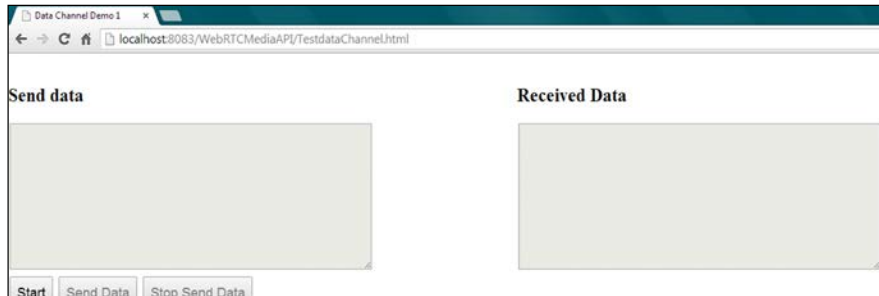 Data Channel Demo 1
localhost:8083/WebRTCMediaAPI/TestdataChannel.html
Send data
Received Data
Start Send Data Stop Send Data